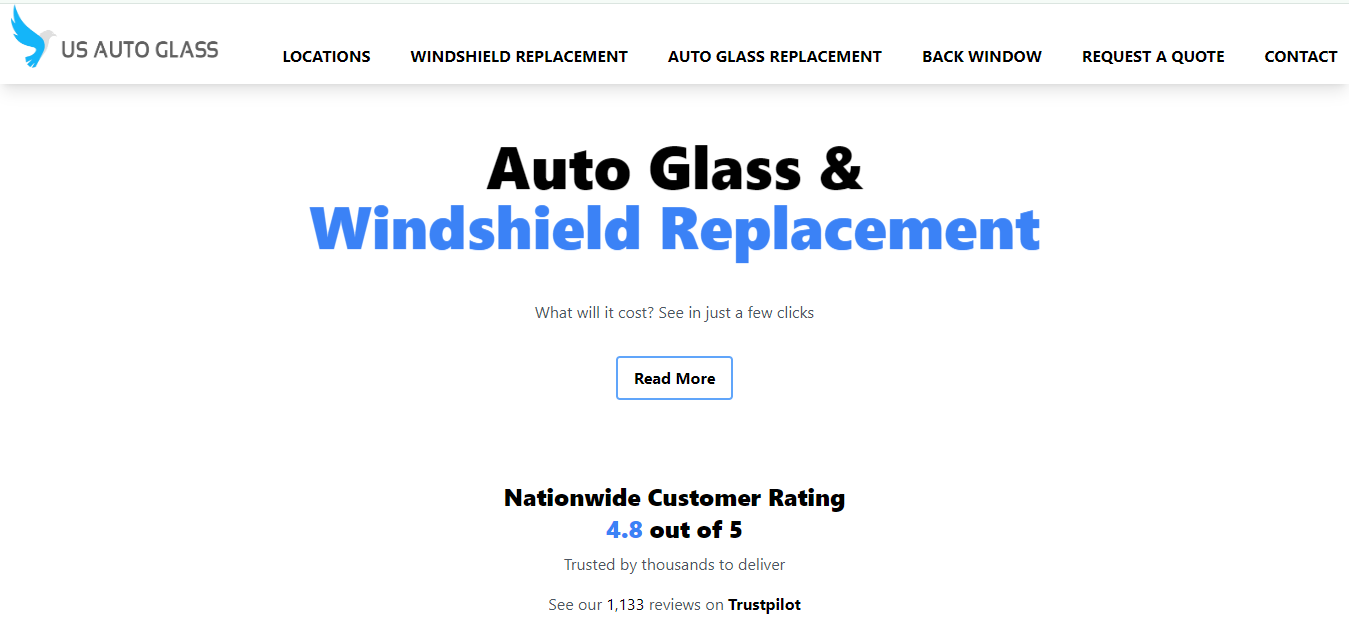 US AUTO GLASS
LOCATIONS WINDSHIELD REPLACEMENT AUTO GLASS REPLACEMENT BACK WINDOW REQUEST A QUOTE CONTACT
Auto Glass &
Windshield Replacement
What will it cost? See in just a few clicks
Read More
Nationwide Customer Rating
4.8 out of 5
Trusted by thousands to deliver
See our 1,133 reviews on Trustpilot